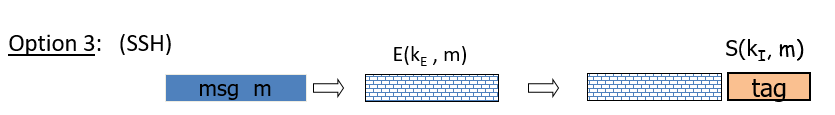 Option 3: (SSH)
E(kE , m)
S(kI, m)
msg m
tag